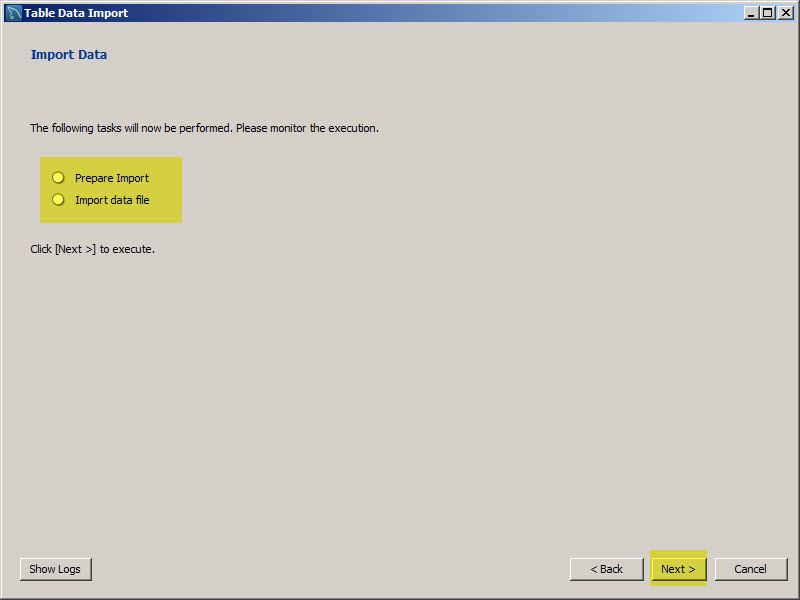 Table Data Import
Import Data
The following tasks will now be performed. Please monitor the execution.
Prepare Import
Import data file
Click [Next >] to execute.
Show Logs
< Back
Next >
Cancel